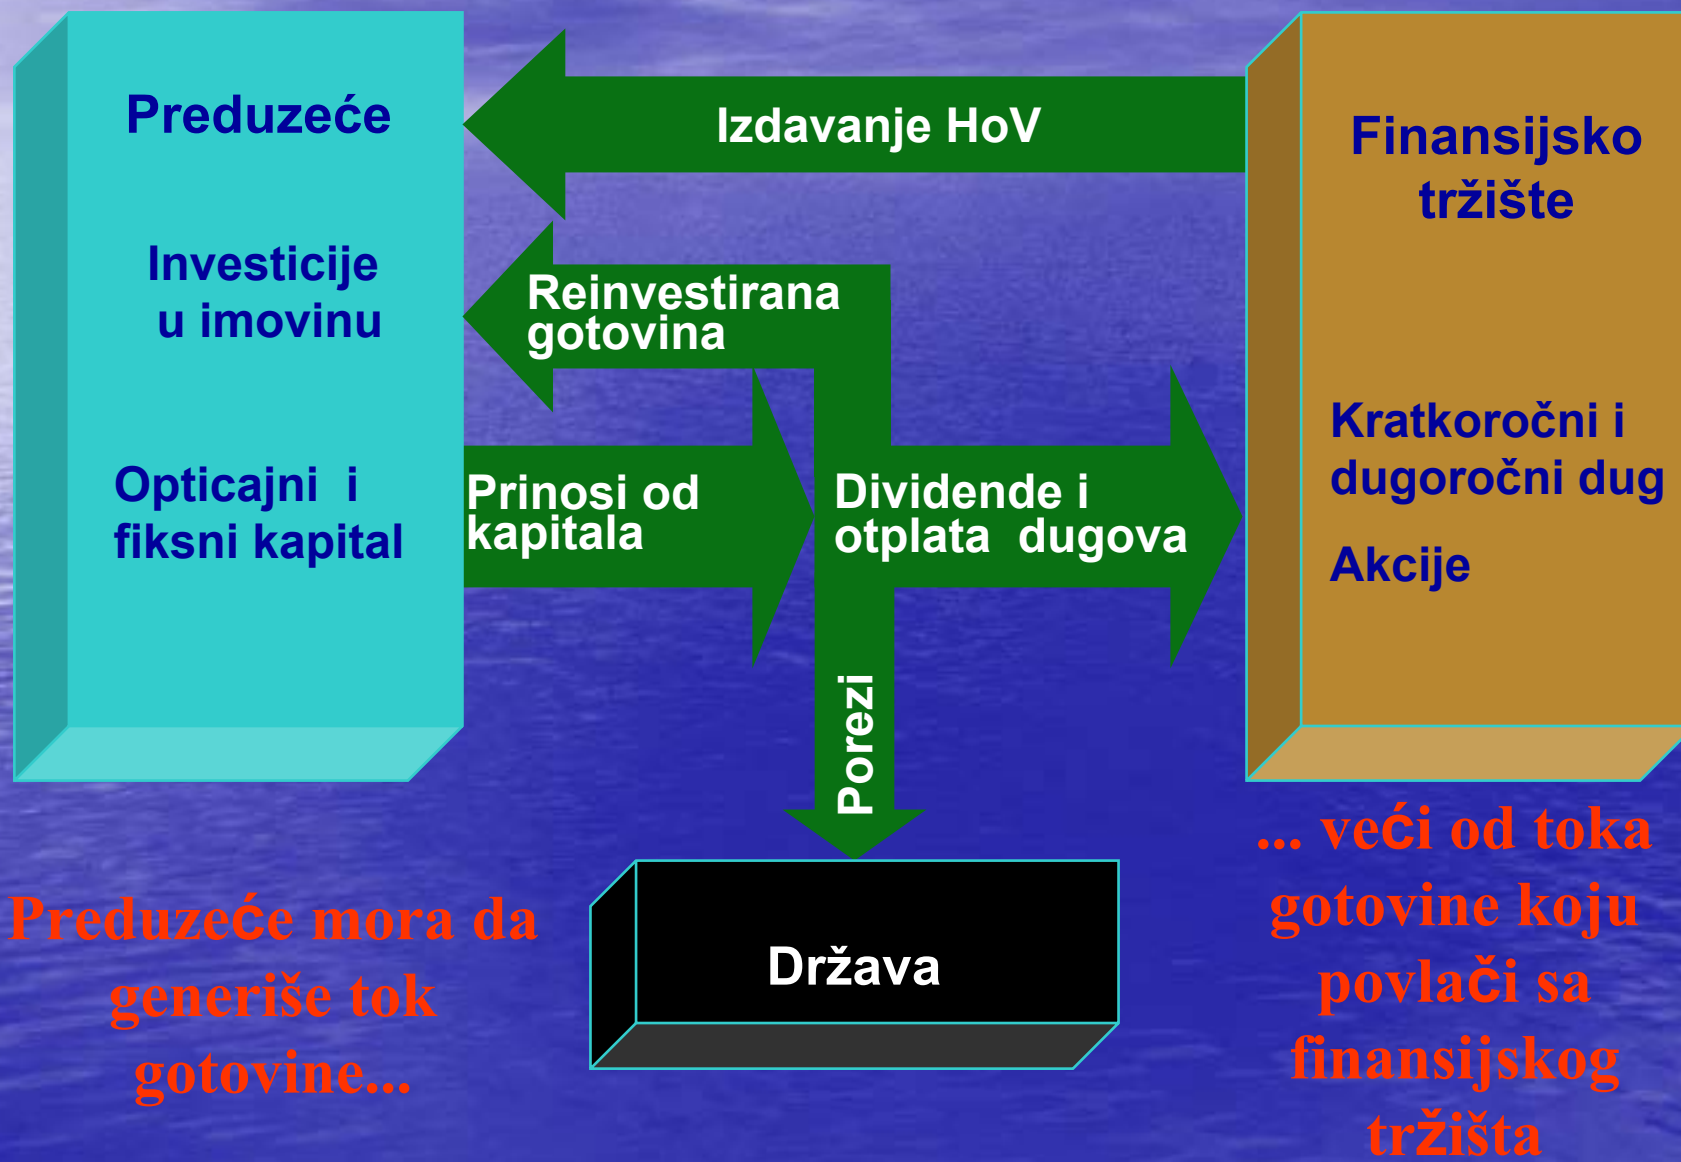 Preduzeće
Investicije
u imovinu
Opticajni i
fiksni kapital
Izdavanje HoV
Reinvestirana
gotovina
Prinosi od
kapitala
Dividende i
otplata dugova
Porezi
Finansijsko
tržište
Kratkoročni i
dugoročni dug
Akcije
Država
Preduzeće mora da
generiše tok
gotovine...
... veći od toka
gotovine koju
povlači sa
finansijskog
tržišta